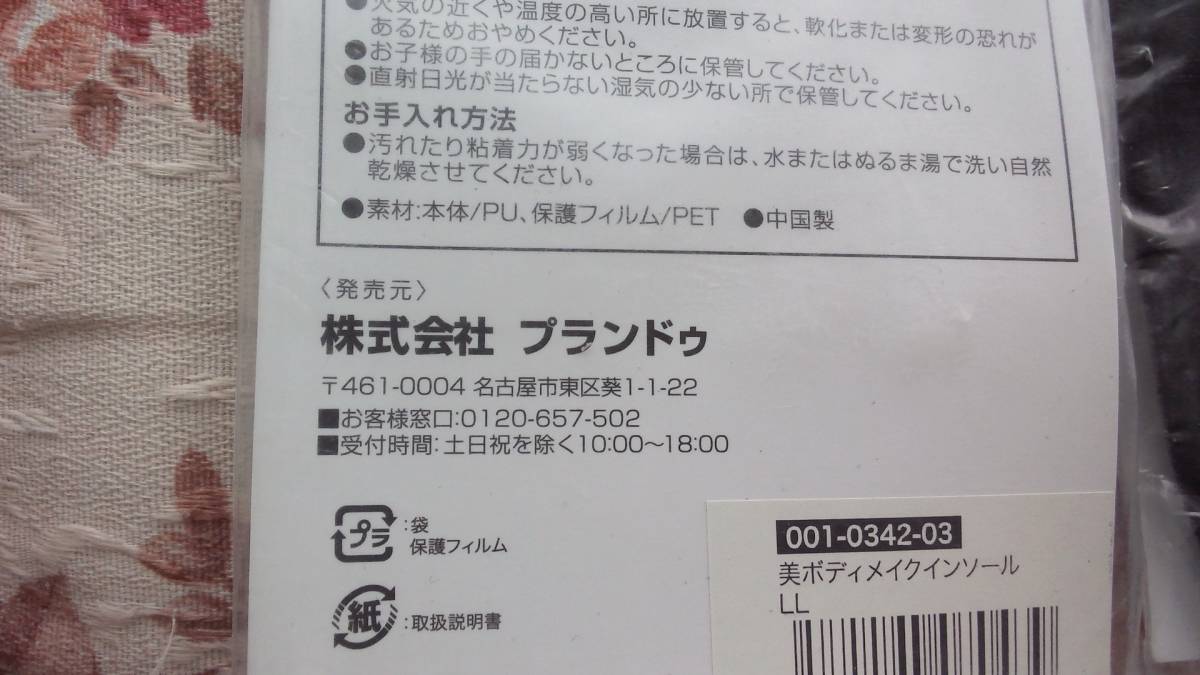 ●火気の近くや温度の高い所に放置すると、軟化または変形の恐れが
あるためおやめください。
●お子様の手の届かないところに保管してください。
●直射日光が当たらない湿気の少ない所で保管してください。
お手入れ方法
●汚れたり粘着力が弱くなった場合は、水またはぬるま湯で洗い自然
乾燥させてください。
●素材:本体/PU、保護フィルム/PET ●中国製
〈発売元〉
株式会社 プランドゥ
〒461-0004 名古屋市東区葵1-1-22
■お客様窓口:0120-657-502
■受付時間:土日祝を除く10:00〜18:00
プラ:袋
保護フィルム
紙:取扱説明書
001-0342-03
美ボディメイクインソール
LL